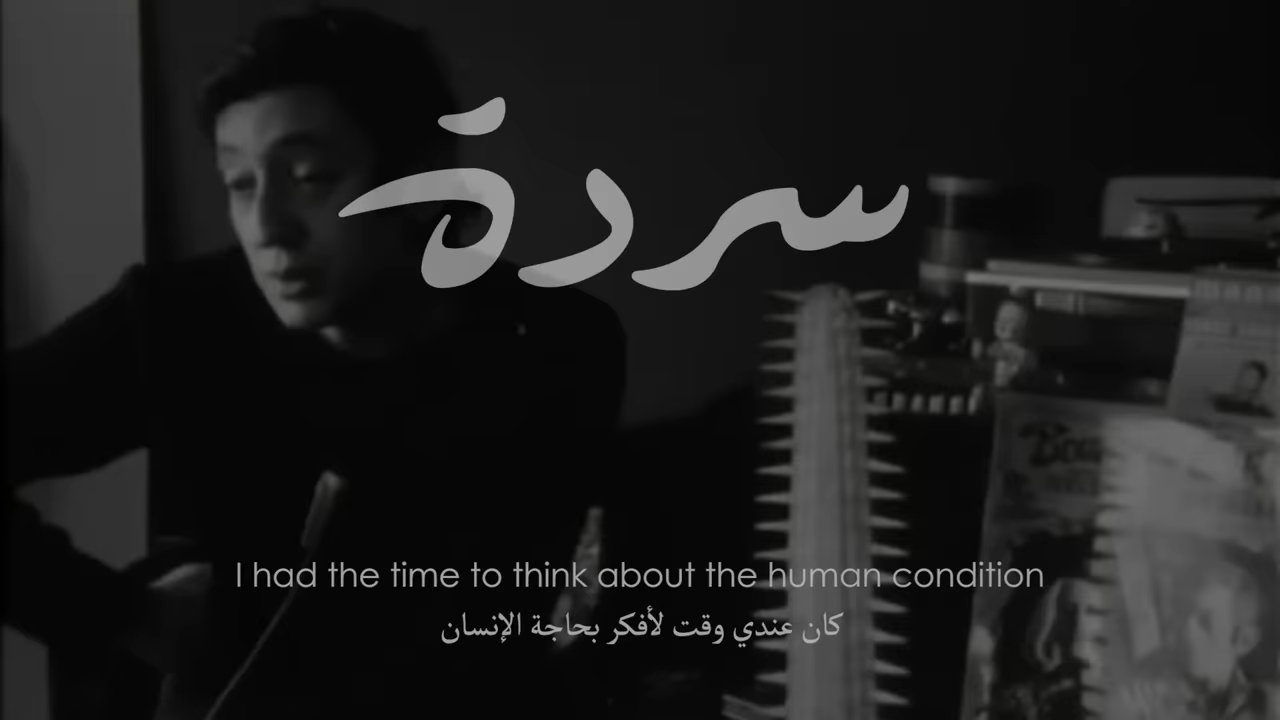 سردة
I had the time to think about the human condition
كان عندي وقت لأفكر بحاجة الإنسان